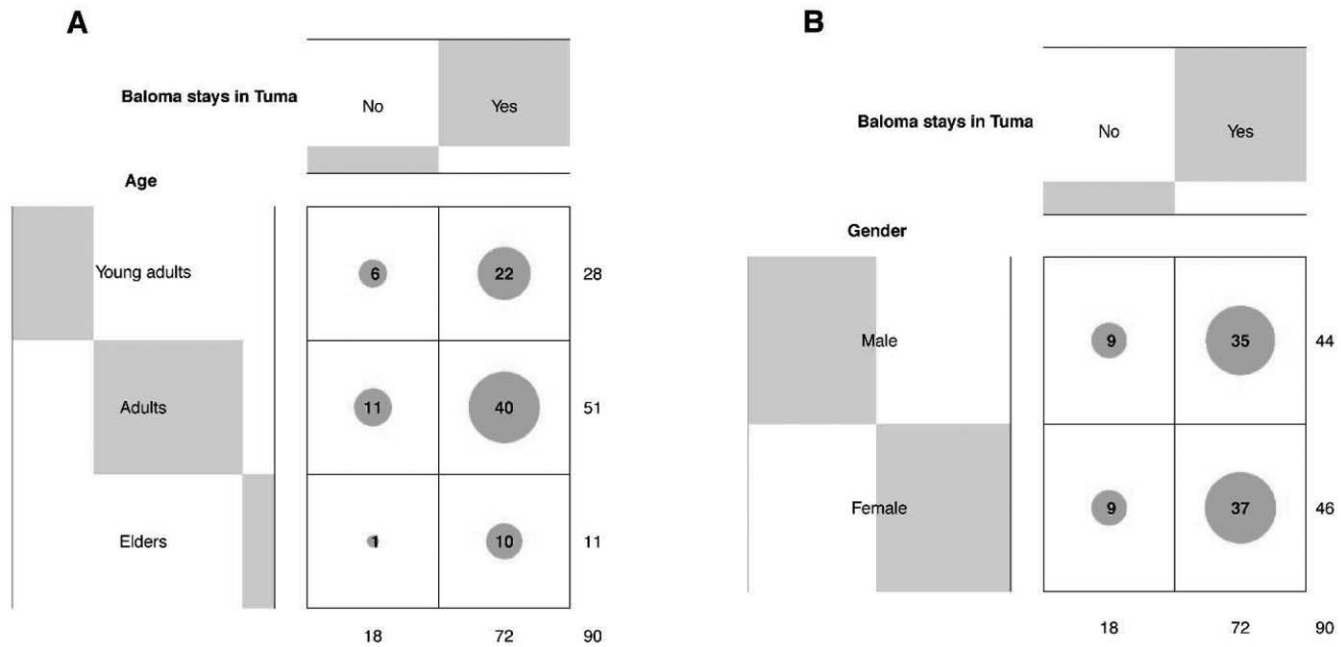 A
Baloma stays in Tuma
No Yes
Age
Young adults 6 22 28
Adults 11 40 51
Elders 1 10 11
18 72 90
B
Baloma stays in Tuma
No Yes
Gender
Male 9 35 44
Female 9 37 46
18 72 90